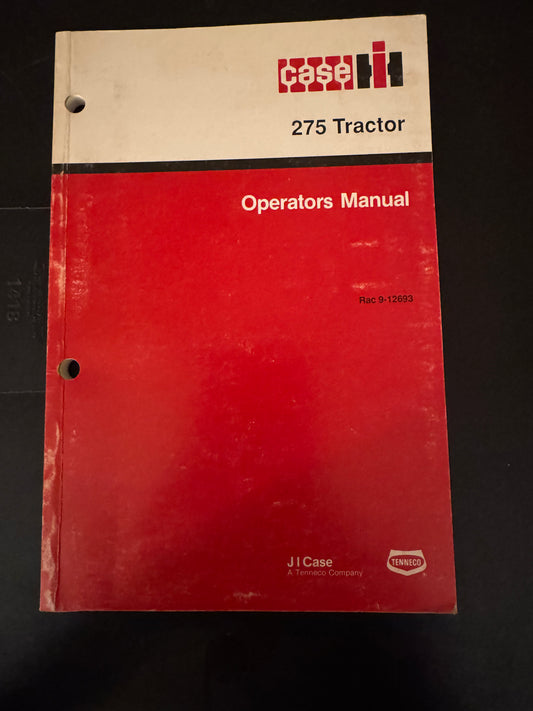 case IH
275 Tractor
Operators Manual
Rac 9-12693
J I Case
A Tenneco Company
TENNECO